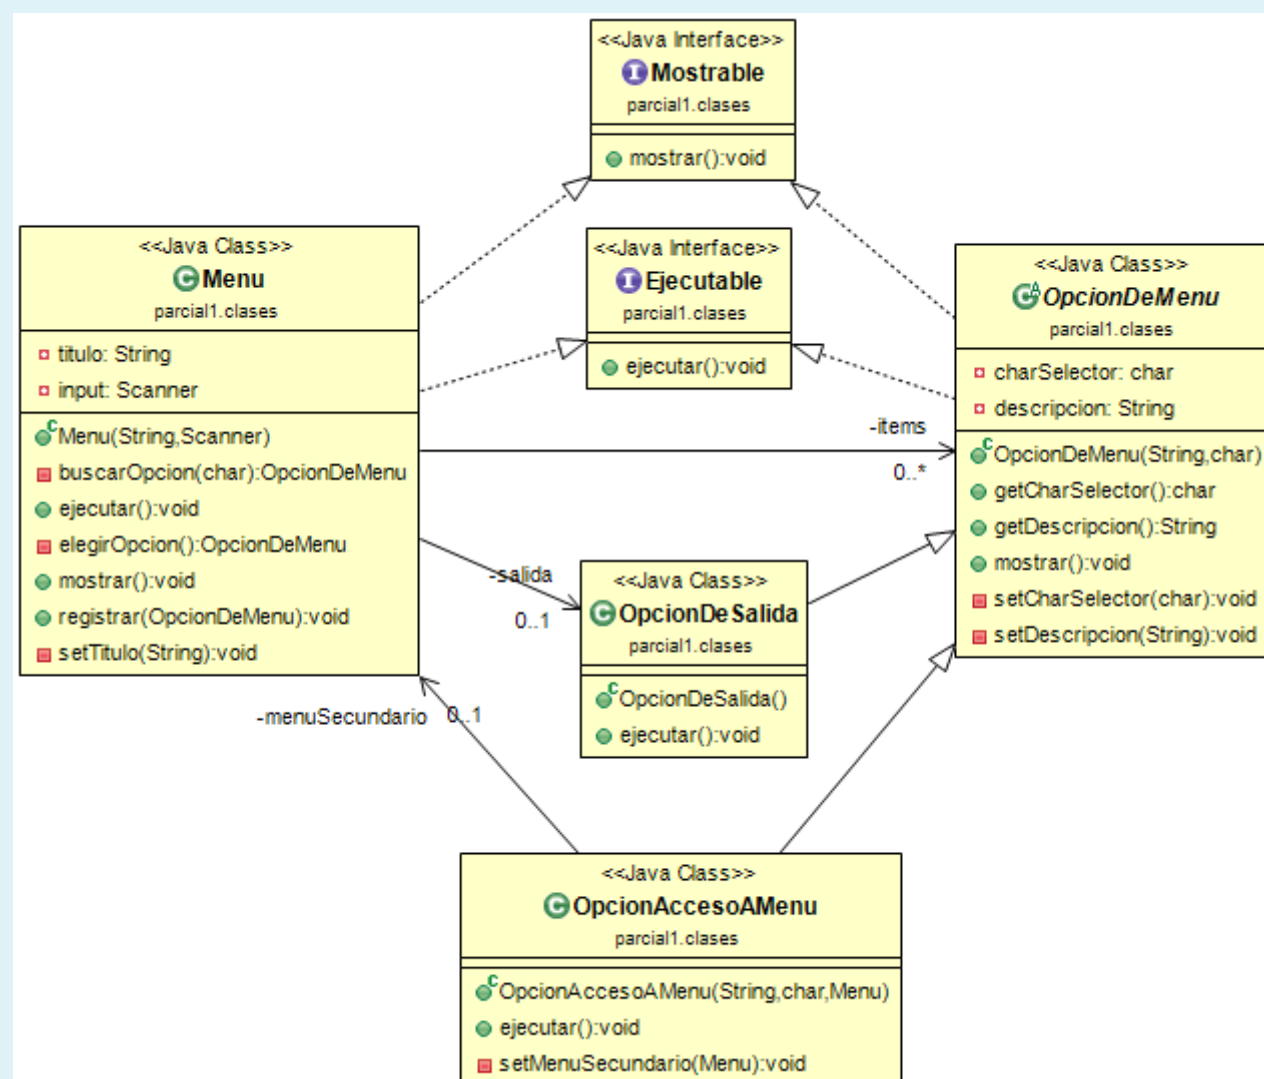 <<Java Interface>>
Mostrable
parcial1.clases
mostrar():void
<<Java Class>>
Menu
parcial1.clases
titulo: String
input: Scanner
Menu(String,Scanner)
buscarOpcion(char):OpcionDeMenu
ejecutar():void
elegirOpcion():OpcionDeMenu
mostrar():void
registrar(OpcionDeMenu):void
setTitulo(String):void
<<Java Interface>>
Ejecutable
parcial1.clases
ejecutar():void
<<Java Class>>
OpcionDeMenu
parcial1.clases
charSelector: char
descripcion: String
OpcionDeMenu(String,char)
getCharSelector():char
getDescripcion():String
mostrar():void
setCharSelector(char):void
setDescripcion(String):void
-items
0..*
-salida
0..1
<<Java Class>>
OpcionDeSalida
parcial1.clases
OpcionDeSalida()
ejecutar():void
-menuSecundario
0..1
<<Java Class>>
OpcionAccesoAMenu
parcial1.clases
OpcionAccesoAMenu(String,char,Menu)
ejecutar():void
setMenuSecundario(Menu):void